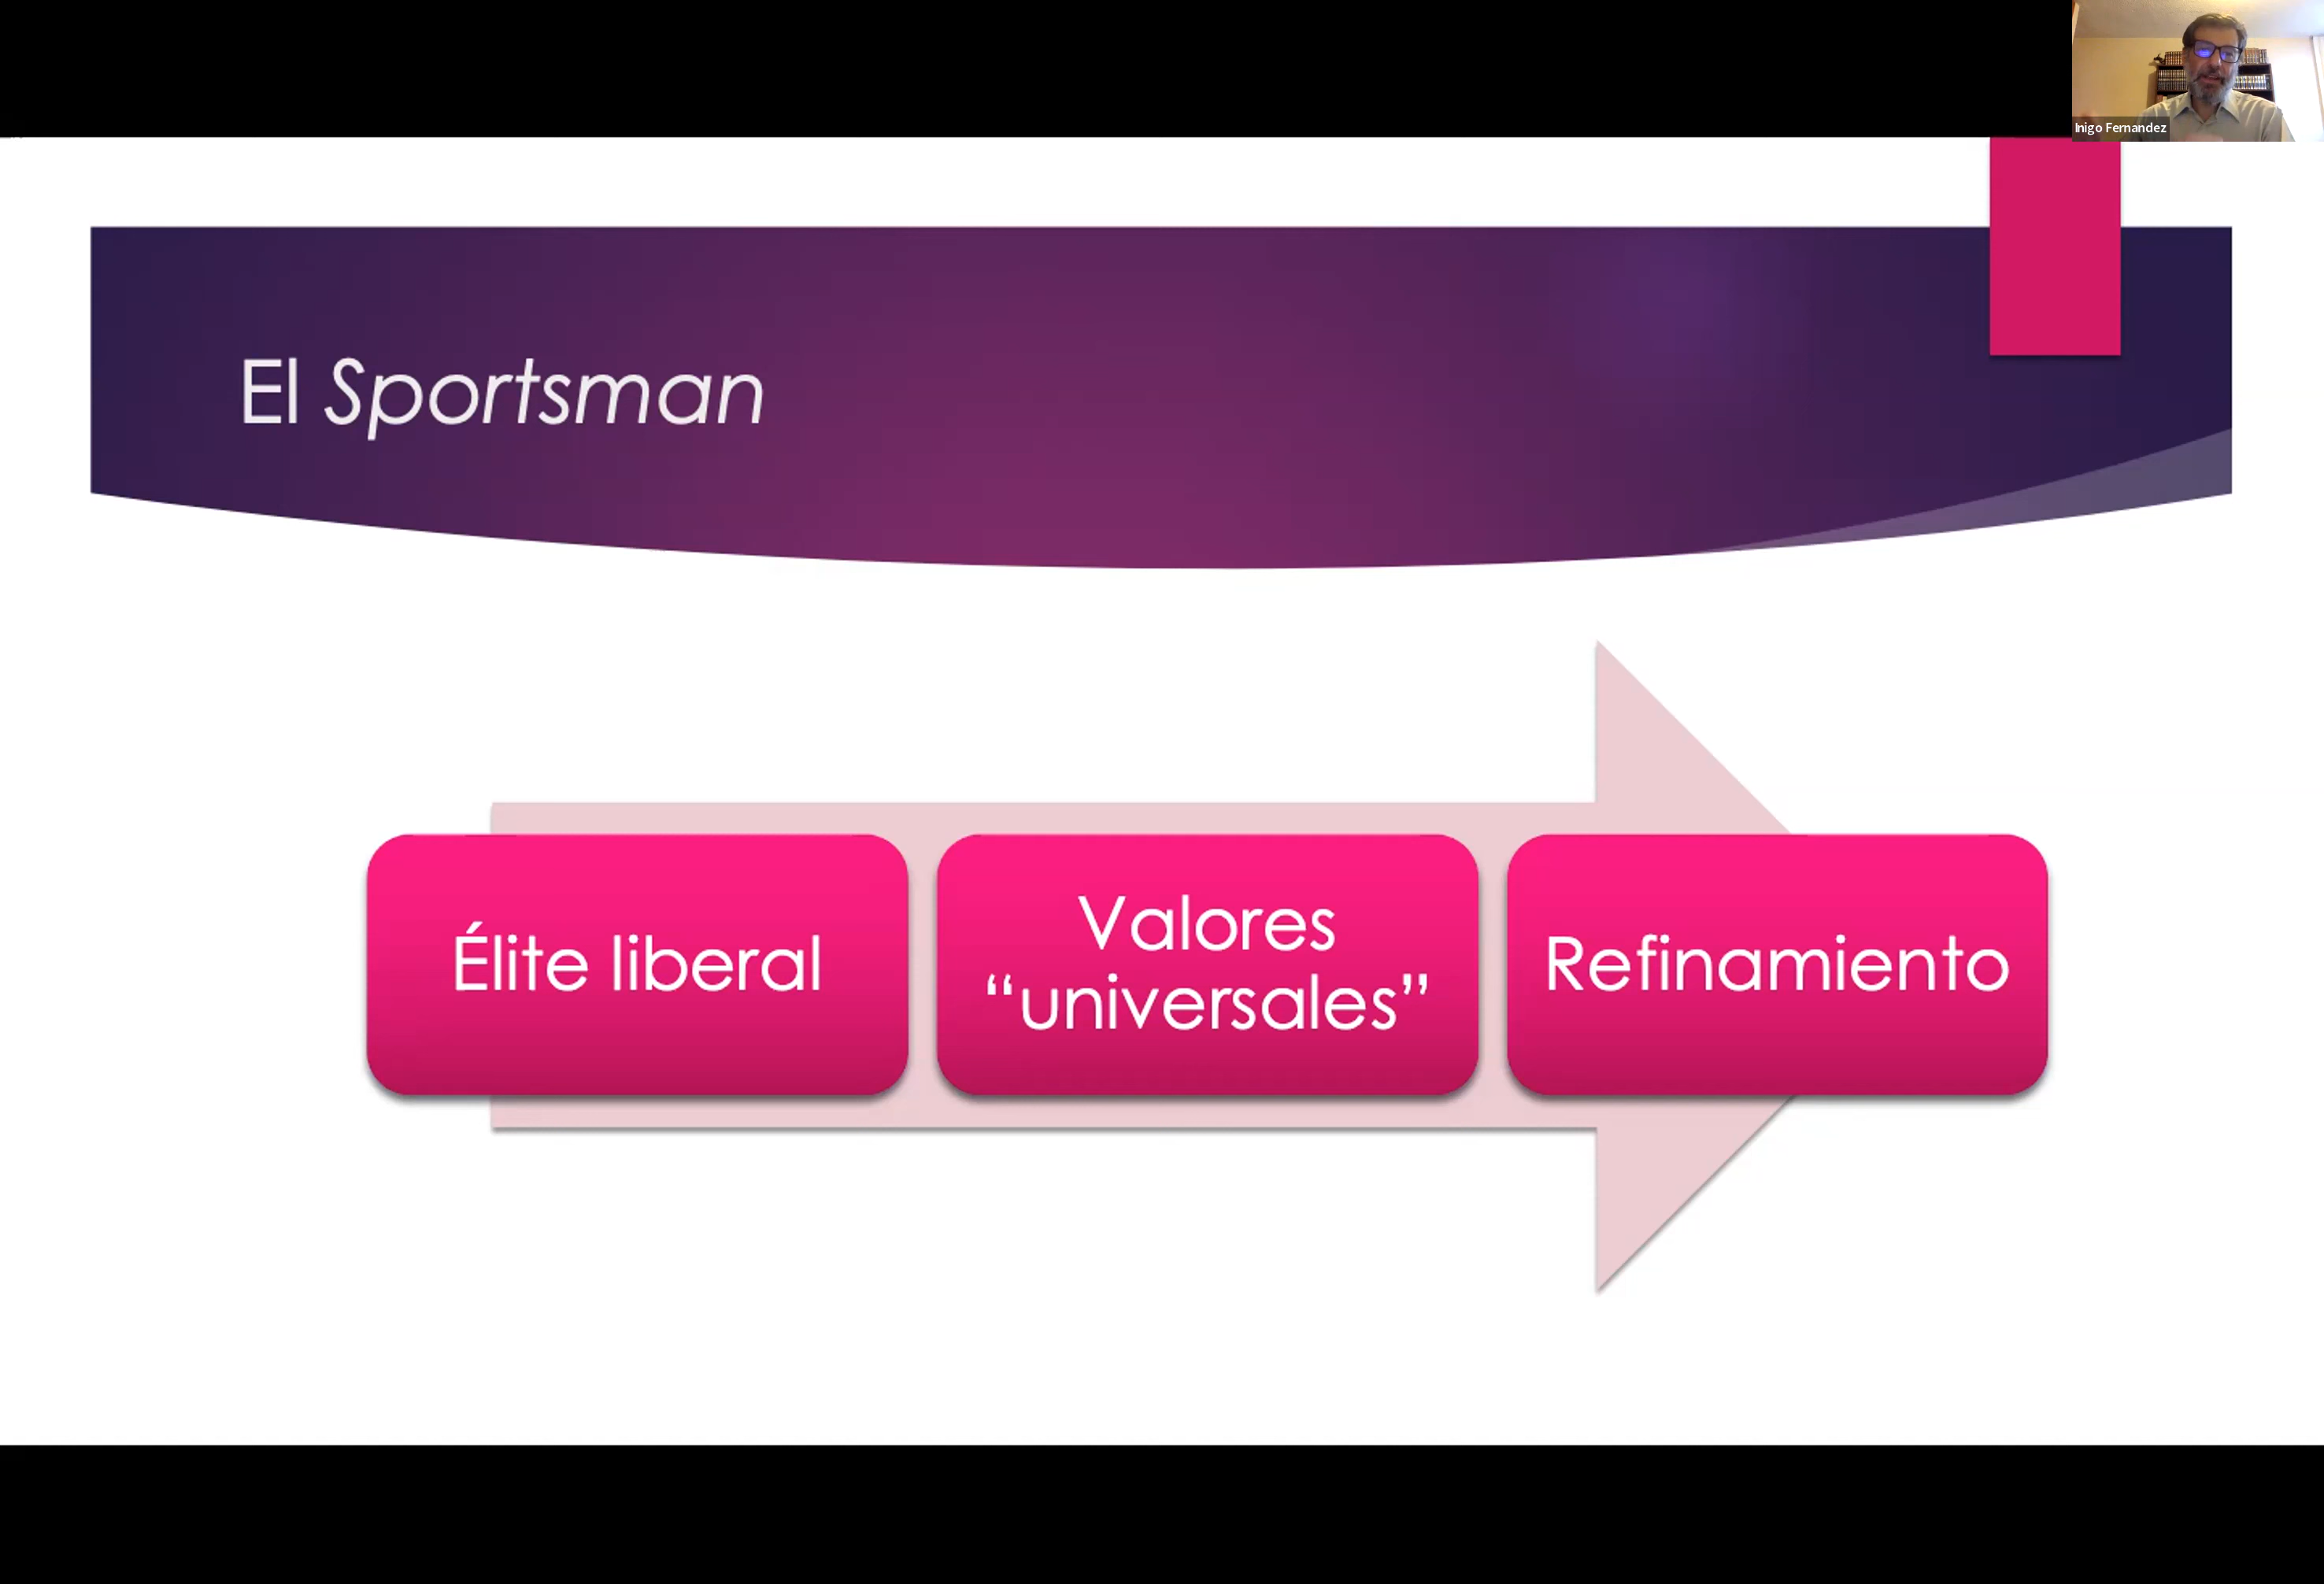 Inigo Fernandez
El Sportsman
Élite liberal
Valores
“universales”
Refinamiento